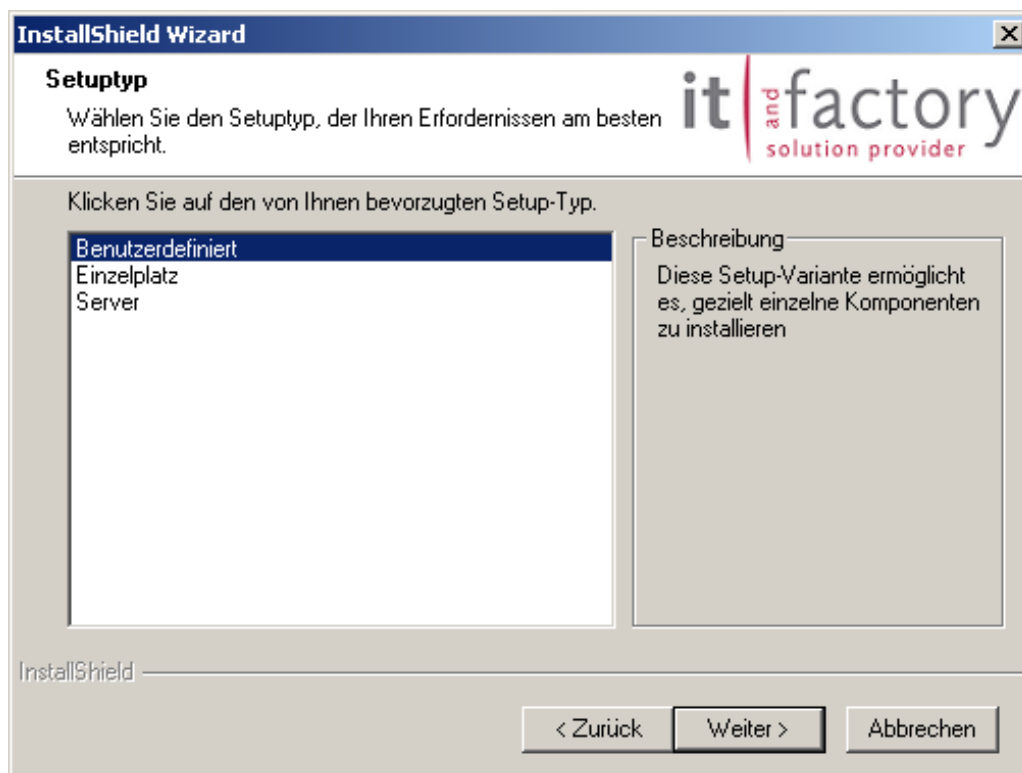 InstallShield Wizard
Setuptyp
Wählen Sie den Setuptyp, der Ihren Erfordernissen am besten
entspricht.
it and factory
solution provider
Klicken Sie auf den von Ihnen bevorzugten Setup-Typ.
Benutzerdefiniert
Einzelplatz
Server
Beschreibung
Diese Setup-Variante ermöglicht
es, gezielt einzelne Komponenten
zu installieren
InstallShield
< Zurück
Weiter >
Abbrechen